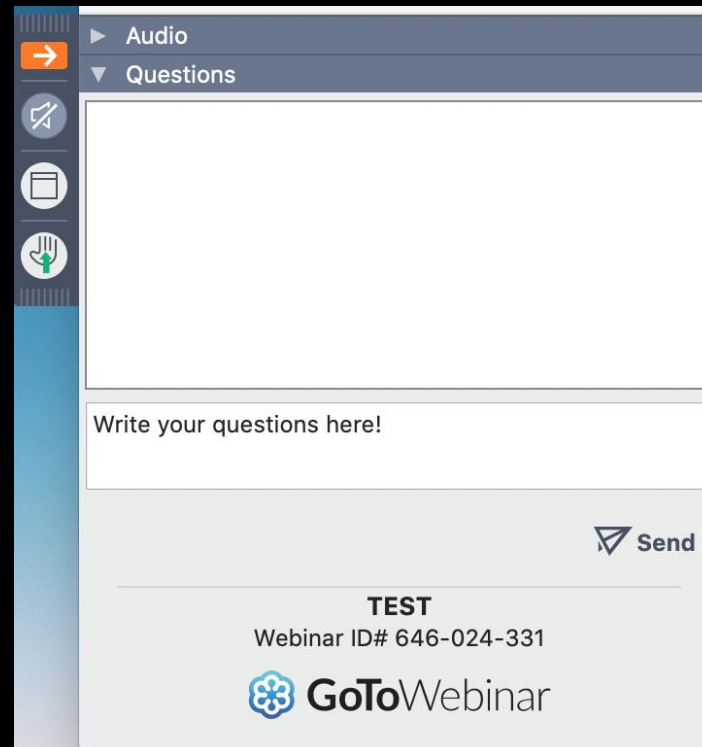 Audio
Questions
Write your questions here!
Send
TEST
Webinar ID# 646-024-331
GoToWebinar